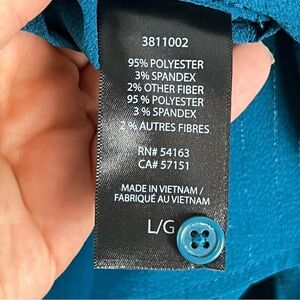 3811002
95% POLYESTER
3% SPANDEX
2% OTHER FIBER
95 % POLYESTER
3 % SPANDEX
2 % AUTRES FIBRES
RN# 54163
CA# 57151
MADE IN VIETNAM /
FABRIQUÉ AU VIETNAM
L/G